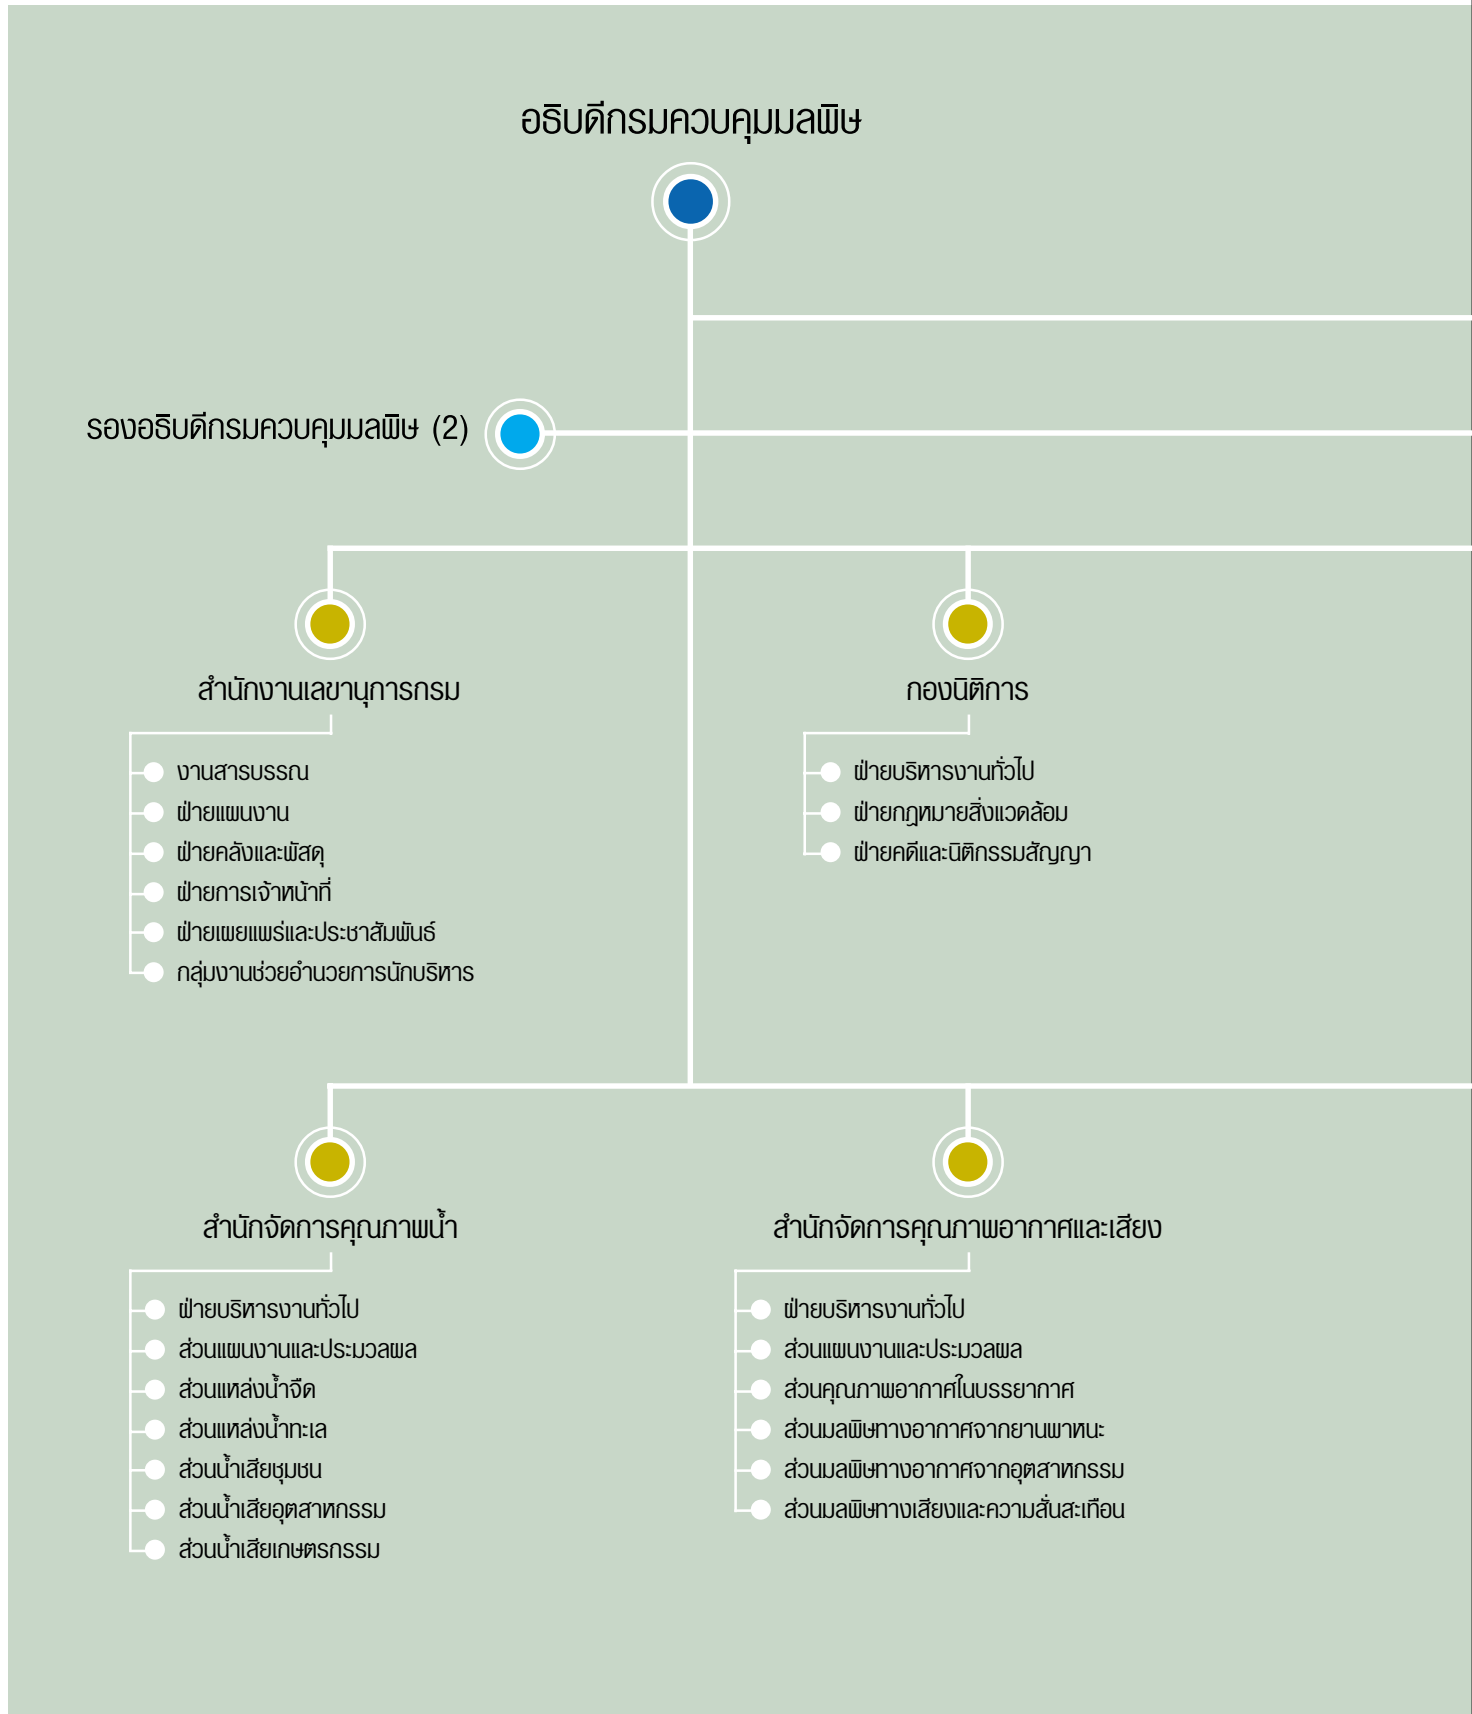 อธิบดีกรมควบคุมมลพิษ
รองอธิบดีกรมควบคุมมลพิษ (2)
สำนักงานเลขานุการกรม
งานสารบรรณ
ฝ่ายแผนงาน
ฝ่ายคลังและพัสดุ
ฝ่ายการเจ้าหน้าที่
ฝ่ายเผยแพร่และประชาสัมพันธ์
กลุ่มงานช่วยอำนวยการนักบริหาร
กองนิติการ
ฝ่ายบริหารงานทั่วไป
ฝ่ายกฎหมายสิ่งแวดล้อม
ฝ่ายคดีและนิติกรรมสัญญา
สำนักจัดการคุณภาพน้ำ
ฝ่ายบริหารงานทั่วไป
ส่วนแผนงานและประมวลผล
ส่วนแหล่งน้ำจืด
ส่วนแหล่งน้ำทะเล
ส่วนน้ำเสียชุมชน
ส่วนน้ำเสียอุตสาหกรรม
ส่วนน้ำเสียเกษตรกรรม
สำนักจัดการคุณภาพอากาศและเสียง
ฝ่ายบริหารงานทั่วไป
ส่วนแผนงานและประมวลผล
ส่วนคุณภาพอากาศในบรรยากาศ
ส่วนมลพิษทางอากาศจากยานพาหนะ
ส่วนมลพิษทางอากาศจากอุตสาหกรรม
ส่วนมลพิษทางเสียงและความสั่นสะเทือน